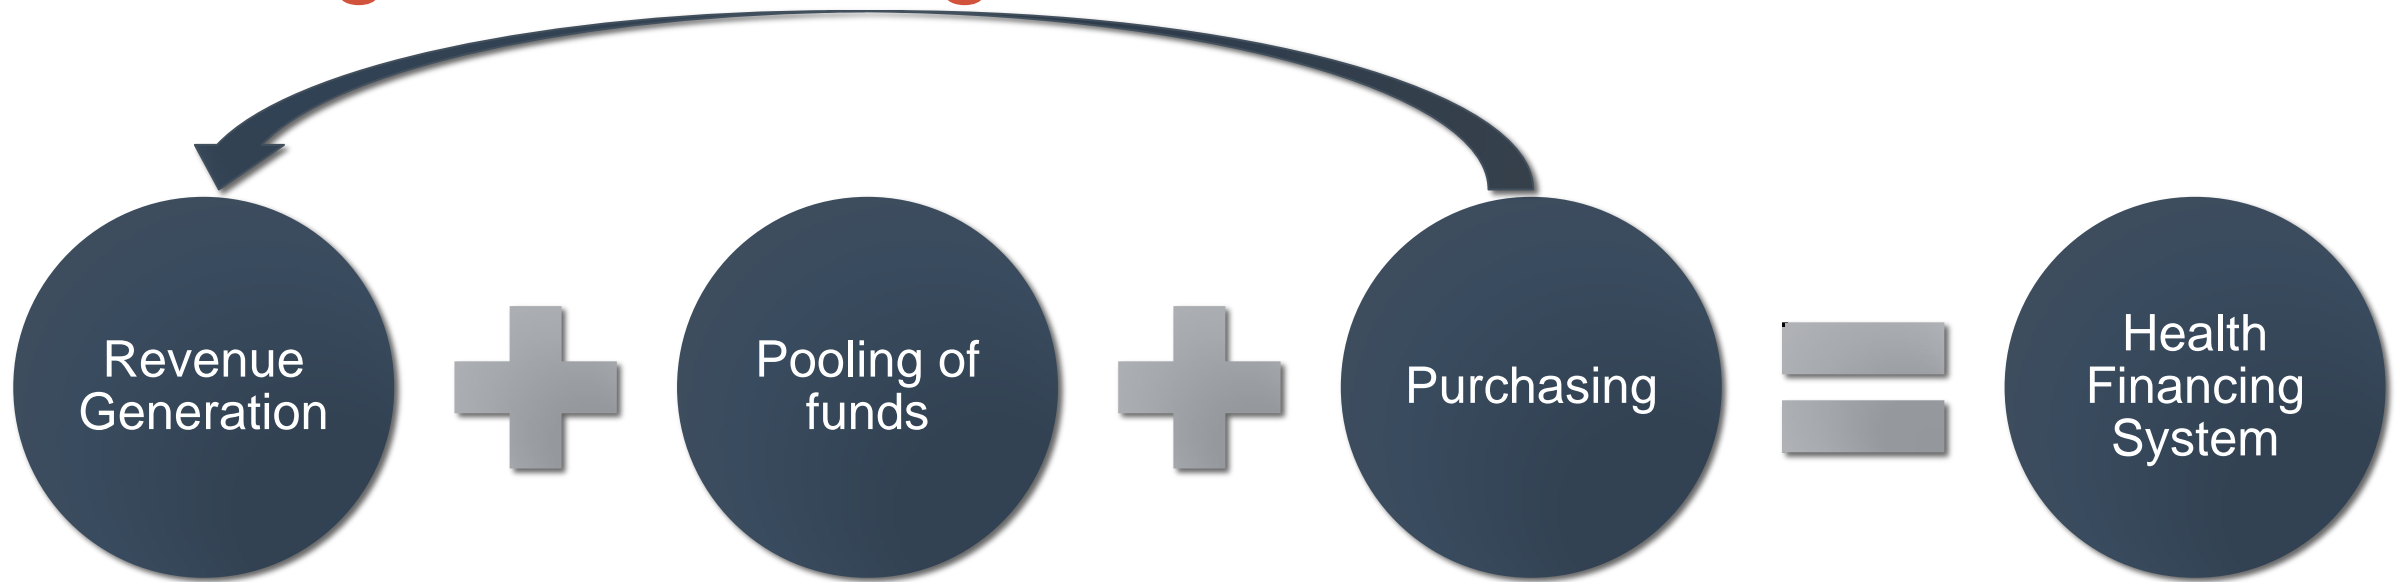 Revenue
Generation
Pooling of
funds
Purchasing
Health
Financing
System